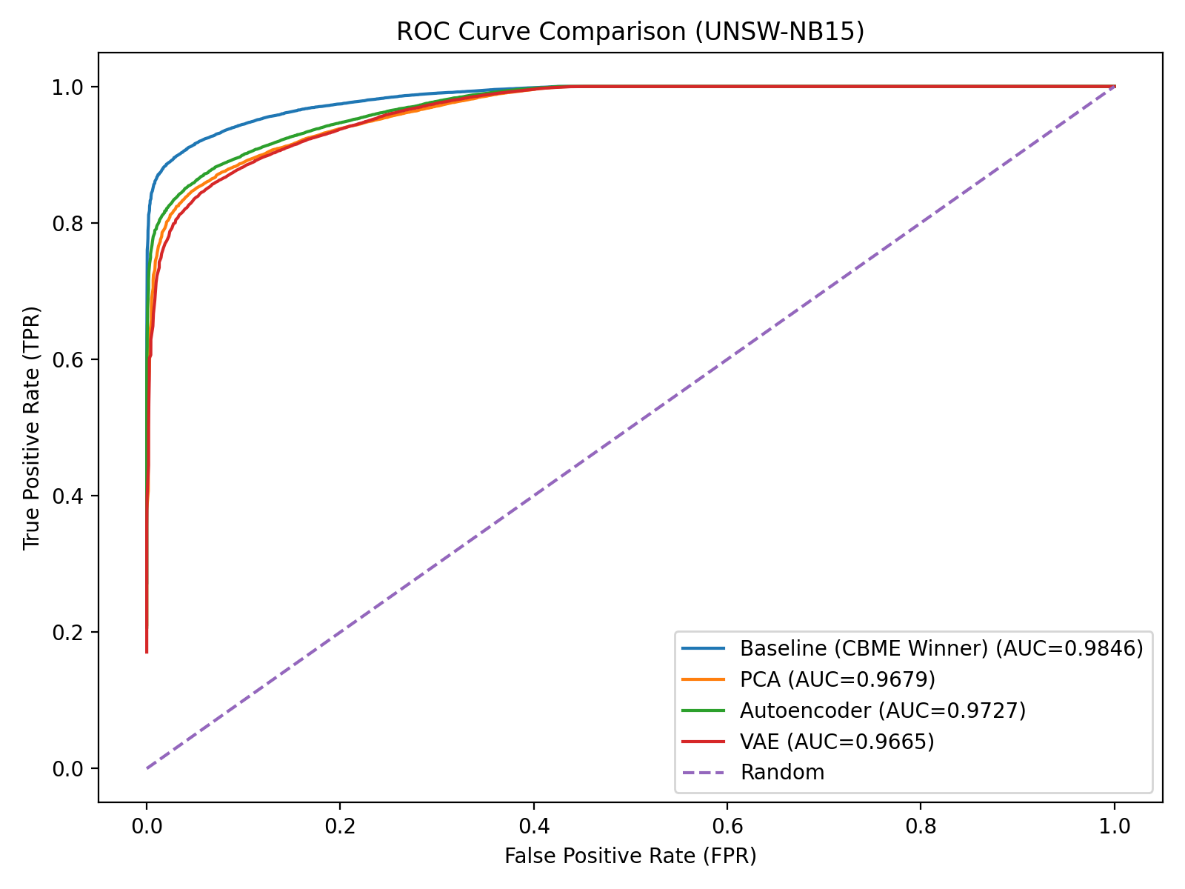 ROC Curve Comparison (UNSW-NB15)
True Positive Rate (TPR)
1.0
0.8
0.6
0.4
0.2
0.0
Baseline (CBME Winner) (AUC=0.9846)
PCA (AUC=0.9679)
Autoencoder (AUC=0.9727)
VAE (AUC=0.9665)
Random
0.0 0.2 0.4 0.6 0.8 1.0
False Positive Rate (FPR)